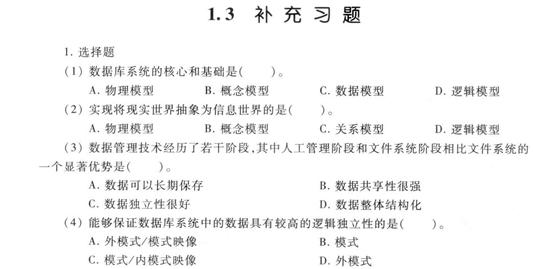 1.3 补充习题
1. 选择题
(1) 数据库系统的核心和基础是( )。
A. 物理模型 B. 概念模型 C. 数据模型 D. 逻辑模型
(2) 实现将现实世界抽象为信息世界的是( )。
A. 物理模型 B. 概念模型 C. 关系模型 D. 逻辑模型
(3) 数据管理技术经历了若干阶段,其中人工管理阶段和文件系统阶段相比文件系统的
一个显著优势是( )。
A. 数据可以长期保存 B. 数据共享性很强
C. 数据独立性很好 D. 数据整体结构化
(4) 能够保证数据库系统中的数据具有较高的逻辑独立性的是( )。
A. 外模式/模式映像 B. 模式
C. 模式/内模式映像 D. 外模式